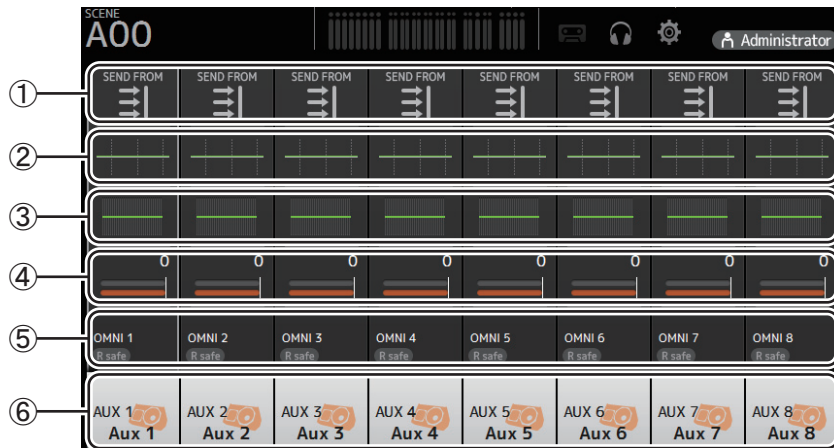 SCENE
A00
Administrator
① SEND FROM SEND FROM SEND FROM SEND FROM SEND FROM SEND FROM SEND FROM SEND FROM
②
③
④ 0 0 0 0 0 0 0 0
⑤ OMNI 1 OMNI 2 OMNI 3 OMNI 4 OMNI 5 OMNI 6 OMNI 7 OMNI 8
R safe R safe R safe R safe R safe R safe R safe R safe
⑥ AUX 1 AUX 2 AUX 3 AUX 4 AUX 5 AUX 6 AUX 7 AUX 8
Aux 1 Aux 2 Aux 3 Aux 4 Aux 5 Aux 6 Aux 7 Aux 8